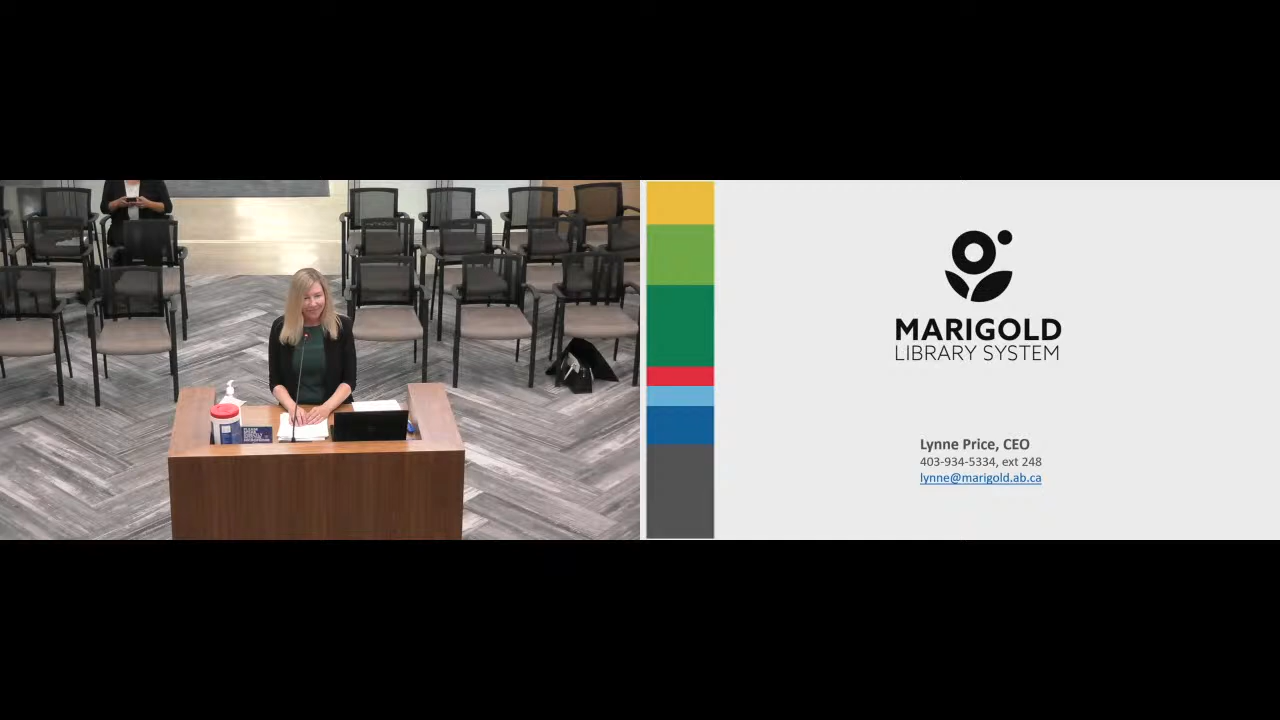 MARIGOLD
LIBRARY SYSTEM
Lynne Price, CEO
403-934-5334, ext 248
lynne@marigold.ab.ca